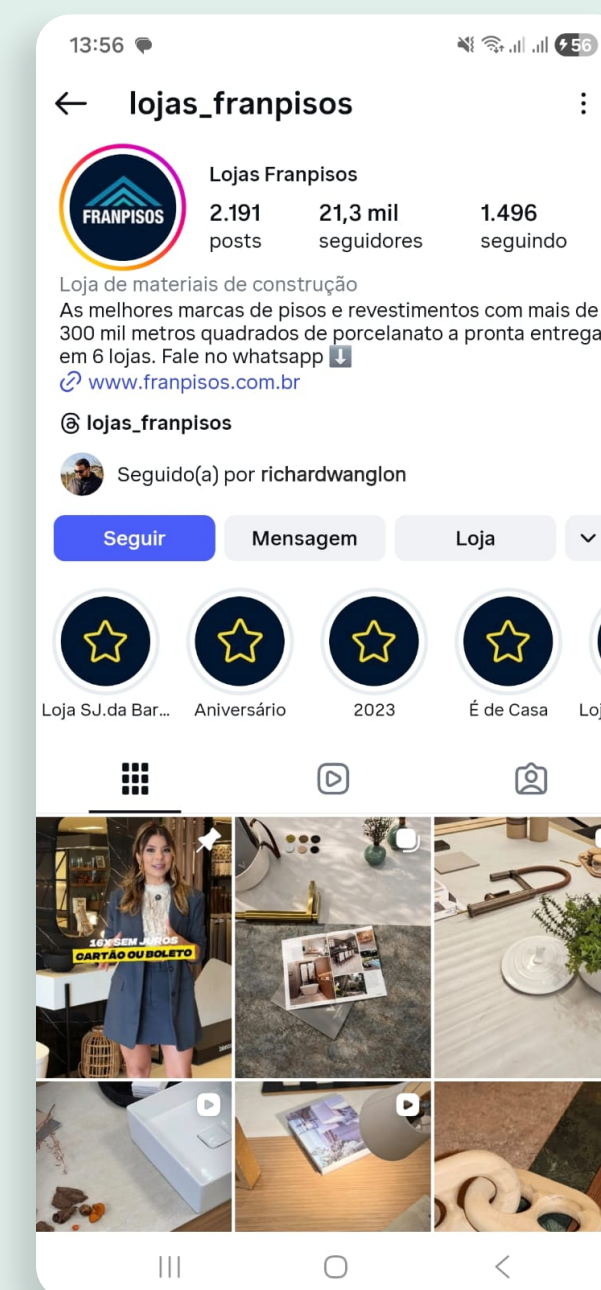 13:56
56
lojas_franpisos
FRANPISOS
Lojas Franpisos
2.191
21,3 mil
1.496
posts
seguidores
seguindo
Loja de materiais de construção
As melhores marcas de pisos e revestimentos com mais de
300 mil metros quadrados de porcelanato a pronta entrega
em 6 lojas. Fale no whatsapp ⬇️
www.franpisos.com.br
lojas_franpisos
Seguido(a) por richardwanglon
Seguir
Mensagem
Loja
Loja SJ.da Bar...
Aniversário
2023
É de Casa
Loj
16X SEM JUROS
CARTÃO OU BOLETO